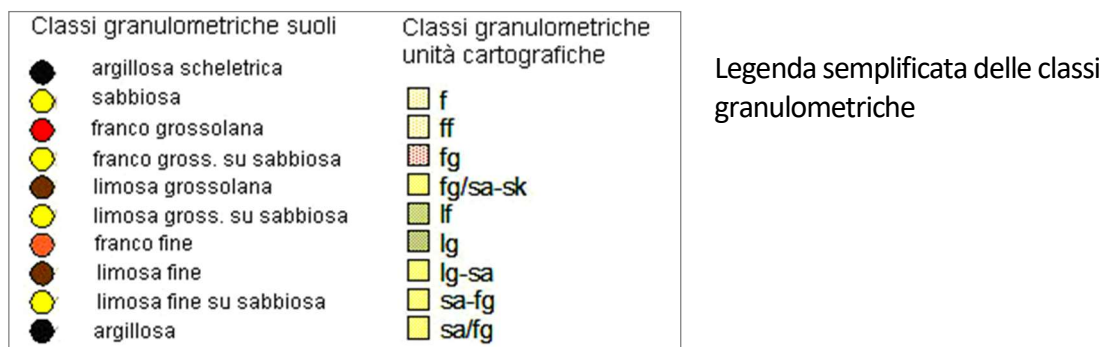 Classi granulometriche suoli
argillosa scheletrica
sabbiosa
franco grossolana
franco gross. su sabbiosa
limosa grossolana
limosa gross. su sabbiosa
franco fine
limosa fine
limosa fine su sabbiosa
argillosa
Classi granulometriche
unità cartografiche
f
ff
fg
fg/sa-sk
lf
lg
lg-sa
sa-fg
sa/fg
Legenda semplificata delle classi
granulometriche